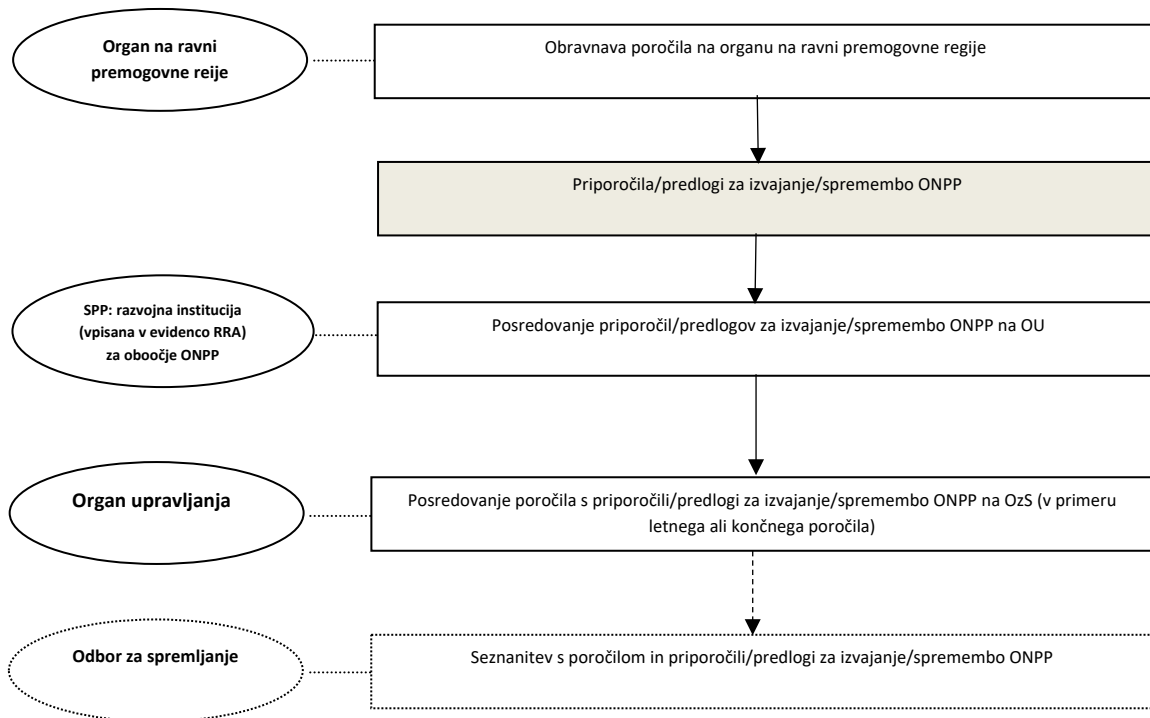 Organ na ravni
premogovne reije
Obravnava poročila na organu na ravni premogovne regije
Priporočila/predlogi za izvajanje/spremembo ONPP
SPP: razvojna institucija
(vpisana v evidenco RRA)
za oboočje ONPP
Posredovanje priporočil/predlogov za izvajanje/spremembo ONPP na OU
Organ upravljanja
Posredovanje poročila s priporočili/predlogi za izvajanje/spremembo ONPP na OzS (v primeru
letnega ali končnega poročila)
Odbor za spremljanje
Seznanitev s poročilom in priporočili/predlogi za izvajanje/spremembo ONPP